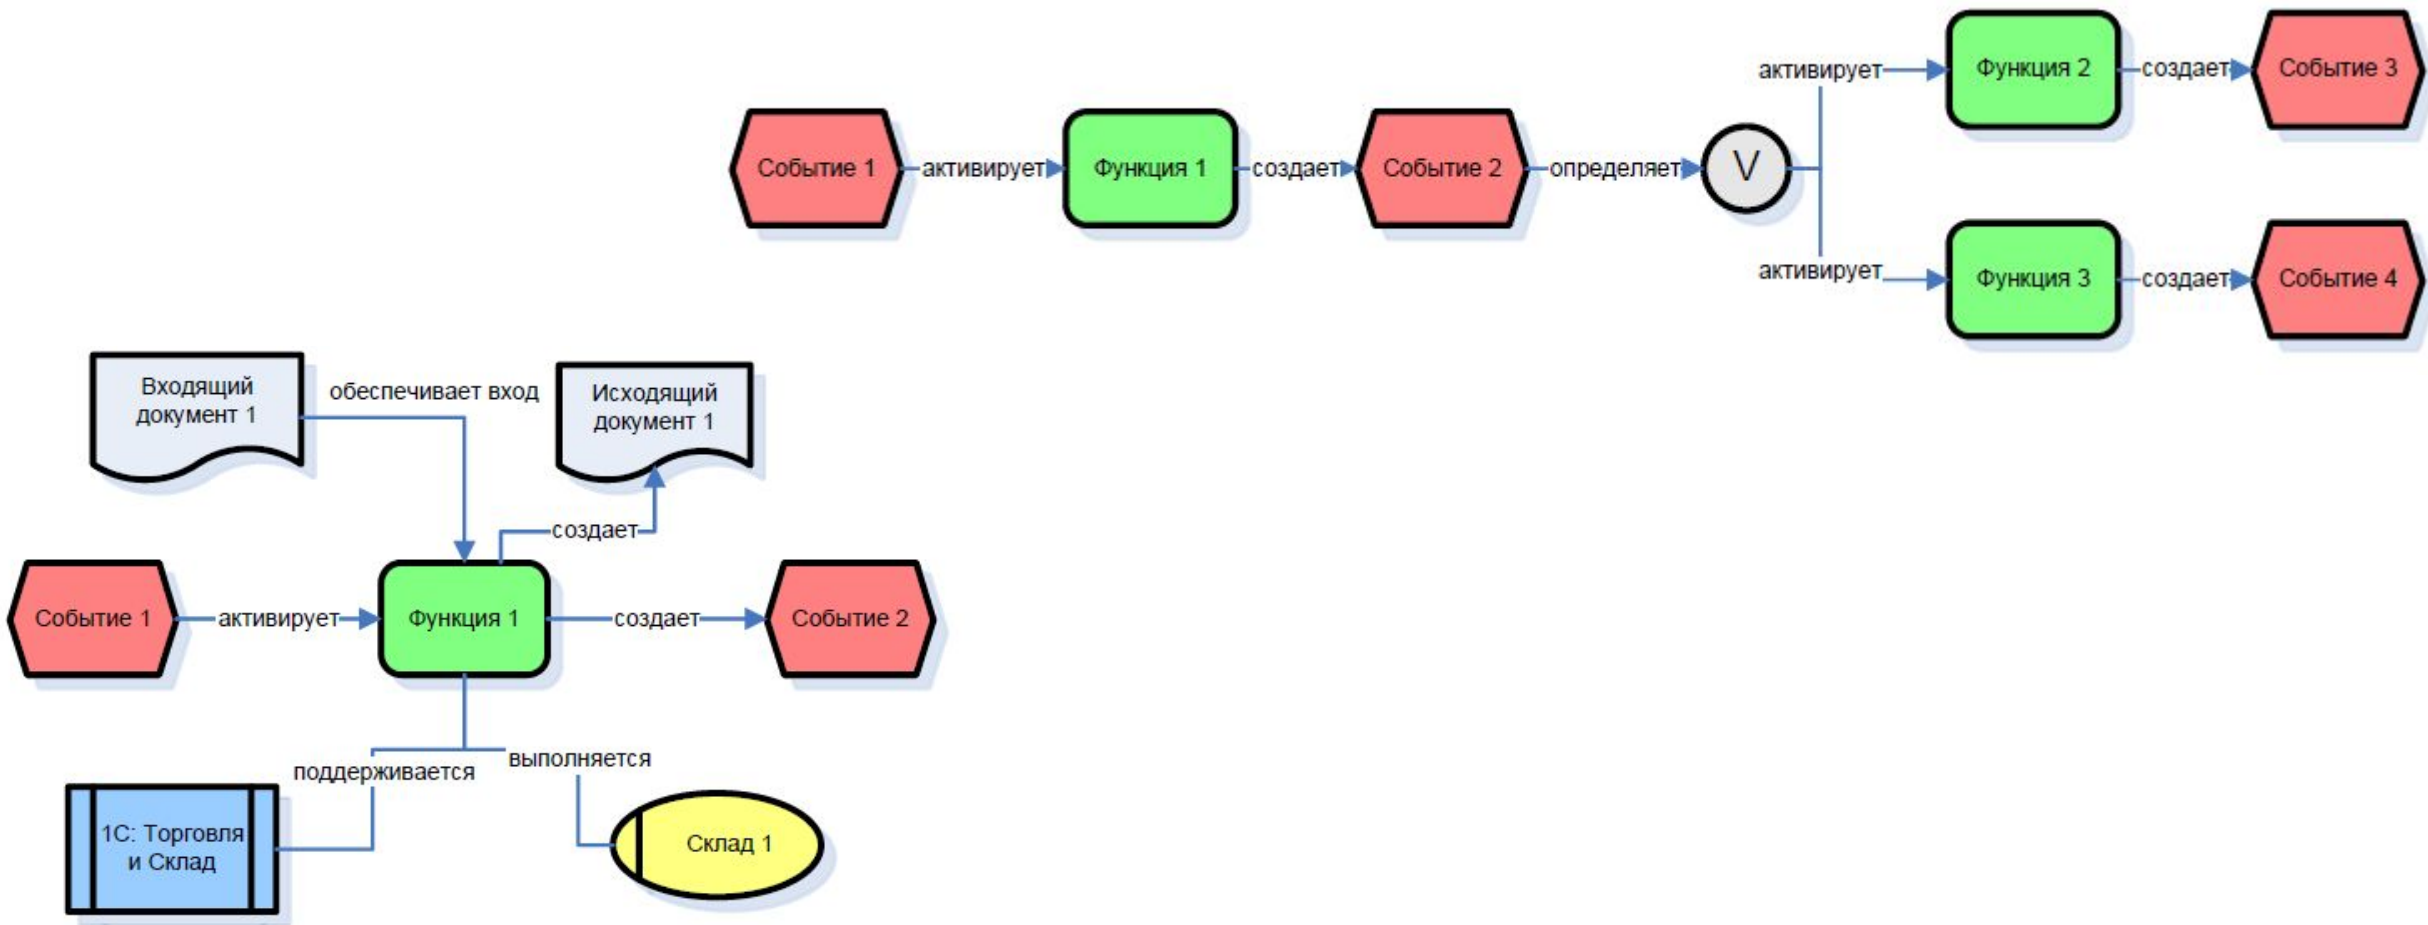 активирует
Функция 2
создает
Событие 3
Событие 1
активирует
Функция 1
создает
Событие 2
определяет
V
активирует
Функция 3
создает
Событие 4
Входящий
документ 1
обеспечивает вход
Исходящий
документ 1
создает
Событие 1
активирует
Функция 1
создает
Событие 2
поддерживается
выполняется
1С: Торговля
и Склад
Склад 1